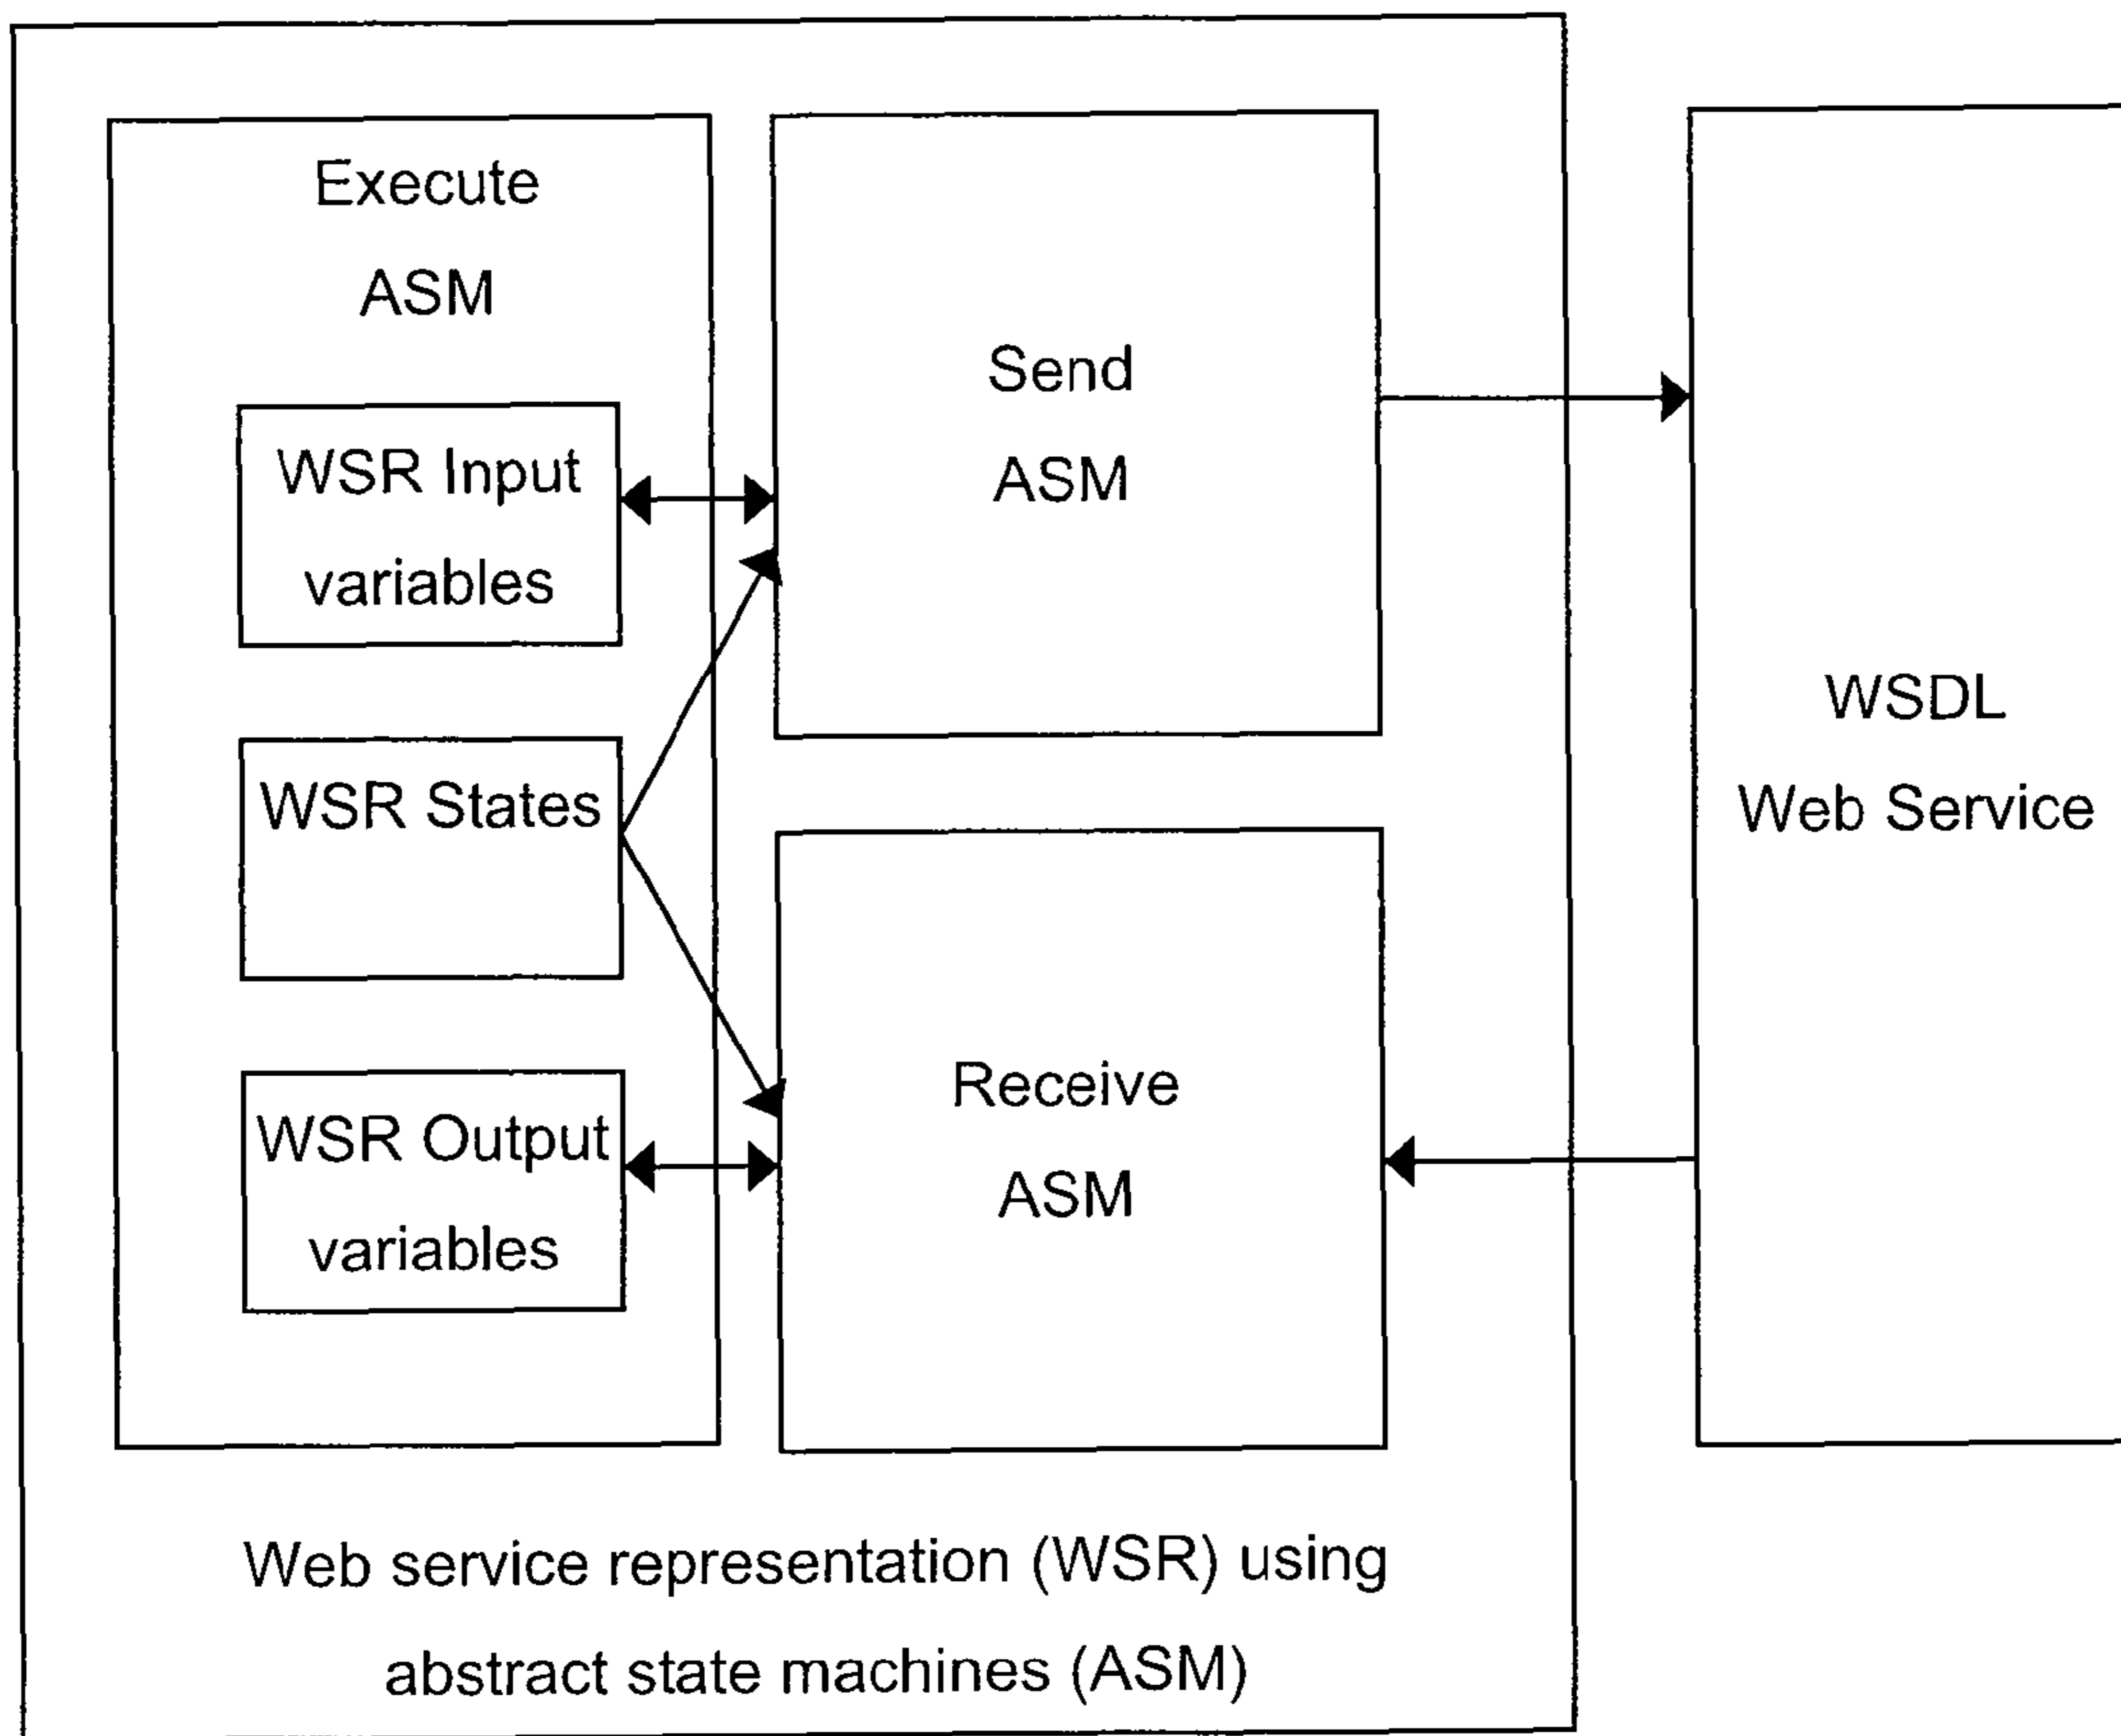 Execute
ASM
WSR Input
variables
WSR States
WSR Output
variables
Send
ASM
Receive
ASM
WSDL
Web Service
Web service representation (WSR) using
abstract state machines (ASM)